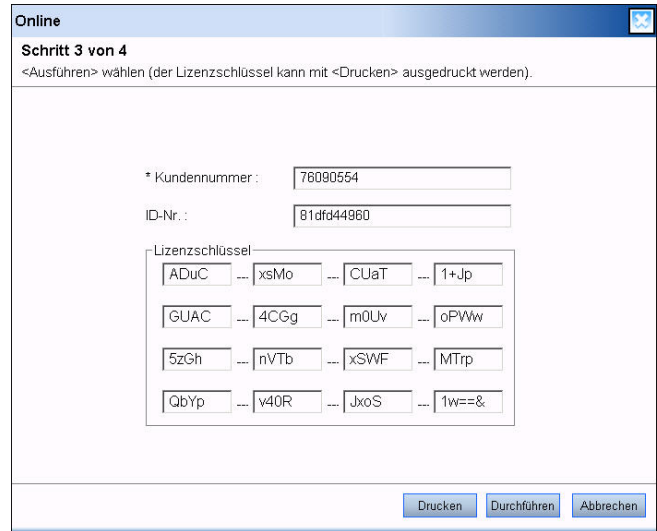 Online
Schritt 3 von 4
<Ausführen> wählen (der Lizenzschlüssel kann mit <Drucken> ausgedruckt werden).
* Kundennummer : 76090554
ID-Nr. : 81dfd44960
Lizenzschlüssel
ADuC --- xsMo --- CUaT --- 1+Jp
GUAC --- 4CGg --- m0Uv --- oPWw
5zGh --- nVTb --- xSWF --- MTrp
QbYp --- v40R --- JxoS --- 1w==&
Drucken Durchführen Abbrechen